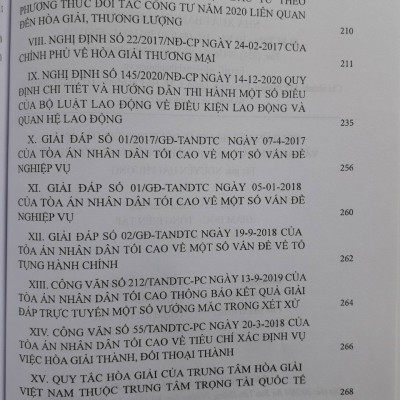 PHƯƠNG THỨC ĐỐI TÁC CÔNG TƯ NĂM 2020 LIÊN QUAN
ĐẾN HÒA GIẢI, THƯƠNG LƯỢNG 210
VIII. NGHỊ ĐỊNH SỐ 22/2017/NĐ-CP NGÀY 24-02-2017 CỦA
CHÍNH PHỦ VỀ HÒA GIẢI THƯƠNG MẠI 211
IX. NGHỊ ĐỊNH SỐ 145/2020/NĐ-CP NGÀY 14-12-2020 QUY
ĐỊNH CHI TIẾT VÀ HƯỚNG DẪN THI HÀNH MỘT SỐ ĐIỀU
CỦA BỘ LUẬT LAO ĐỘNG VỀ ĐIỀU KIỆN LAO ĐỘNG VÀ
QUAN HỆ LAO ĐỘNG 235
X. GIẢI ĐÁP SỐ 01/2017/GĐ-TANDTC NGÀY 07-4-2017
CỦA TÒA ÁN NHÂN DÂN TỐI CAO VỀ MỘT SỐ VẤN ĐỀ
NGHIỆP VỤ 256
XI. GIẢI ĐÁP SỐ 01/GĐ-TANDTC NGÀY 05-01-2018
CỦA TÒA ÁN NHÂN DÂN TỐI CAO VỀ MỘT SỐ VẤN ĐỀ
NGHIỆP VỤ 260
XII. GIẢI ĐÁP SỐ 02/GĐ-TANDTC NGÀY 19-9-2018 CỦA
TÒA ÁN NHÂN DÂN TỐI CAO VỀ MỘT SỐ VẤN ĐỀ VỀ TỐ
TỤNG HÀNH CHÍNH 262
XIII. CÔNG VĂN SỐ 212/TANDTC-PC NGÀY 13-9-2019 CỦA
TÒA ÁN NHÂN DÂN TỐI CAO THÔNG BÁO KẾT QUẢ GIẢI
ĐÁP TRỰC TUYẾN MỘT SỐ VƯỚNG MẮC TRONG XÉT XỬ 264
XIV. CÔNG VĂN SỐ 55/TANDTC-PC NGÀY 20-3-2018 CỦA
TÒA ÁN NHÂN DÂN TỐI CAO VỀ TIÊU CHÍ XÁC ĐỊNH VỤ
VIỆC HÒA GIẢI THÀNH, ĐỐI THOẠI THÀNH 266
XV. QUY TẮC HÒA GIẢI CỦA TRUNG TÂM HÒA GIẢI
VIỆT NAM THUỘC TRUNG TÂM TRỌNG TÀI QUỐC TẾ 268